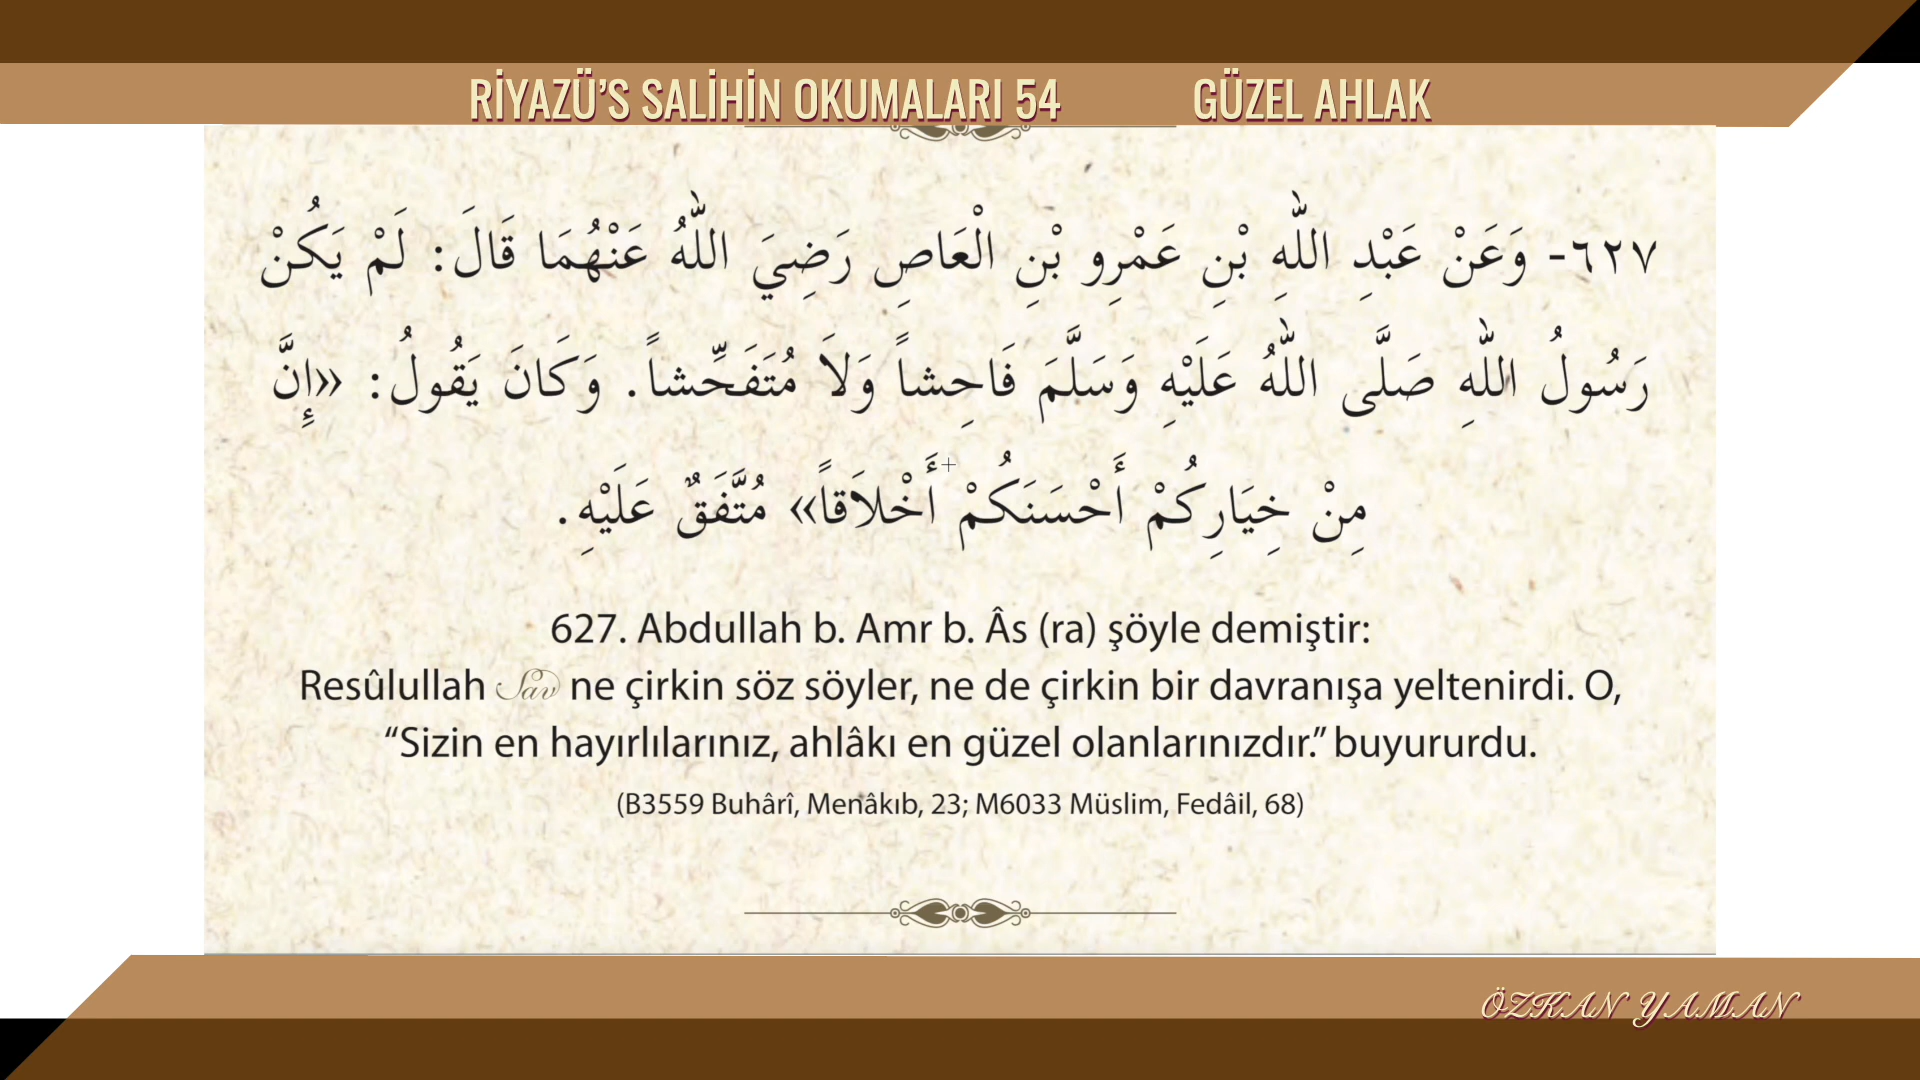 RİYAZÜ’S SALİHİN OKUMALARI 54 GÜZEL AHLAK
٦٢٧- وَعَنْ عَبْدِ اللّٰهِ بْنِ عَمْرِو بْنِ الْعَاصِ رَضِيَ اللّٰهُ عَنْهُمَا قَالَ: لَمْ يَكُنْ
رَسُولُ اللّٰهِ صَلَّى اللّٰهُ عَلَيْهِ وَسَلَّمَ فَاحِشاً وَلاَ مُتَفَحِّشاً. وَكَانَ يَقُولُ: «إِنَّ
مِنْ خِيَارِكُمْ أَحْسَنَكُمْ أَخْلاَقاً» مُتَّفَقٌ عَلَيْهِ.
627. Abdullah b. Amr b. Âs (ra) şöyle demiştir:
Resûlullah Sav ne çirkin söz söyler, ne de çirkin bir davranışa yeltenirdi. O,
“Sizin en hayırlılarınız, ahlâkı en güzel olanlarınızdır.” buyururdu.
(B3559 Buhârî, Menâkıb, 23; M6033 Müslim, Fedâil, 68)
ÖZKAN YAMAN